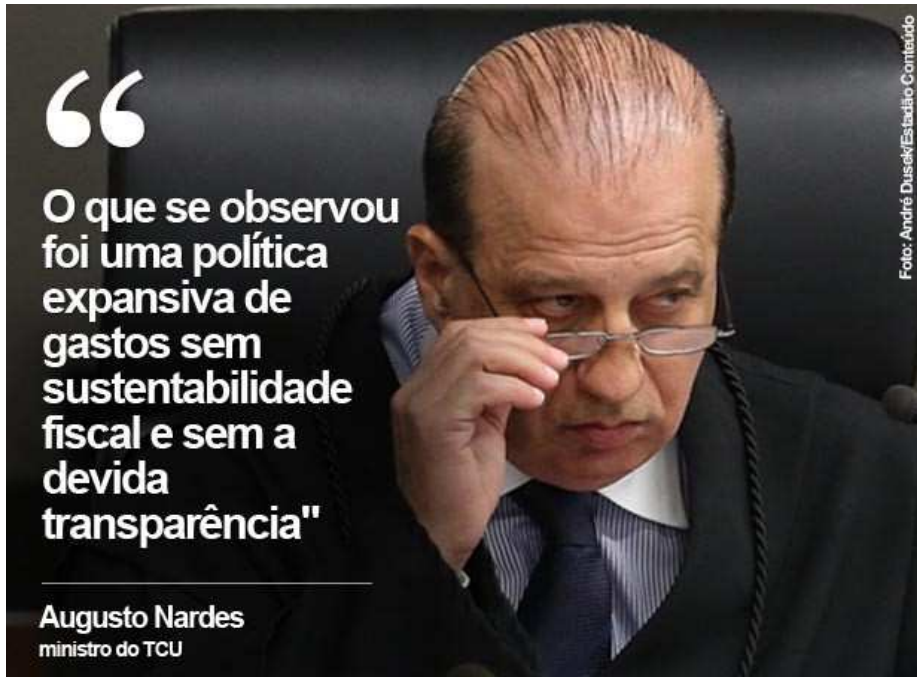 “
O que se observou
foi uma política
expansiva de
gastos sem
sustentabilidade
fiscal e sem a
devida
transparência"
Augusto Nardes
ministro do TCU
Foto: André Dusek/Estadão Conteúdo